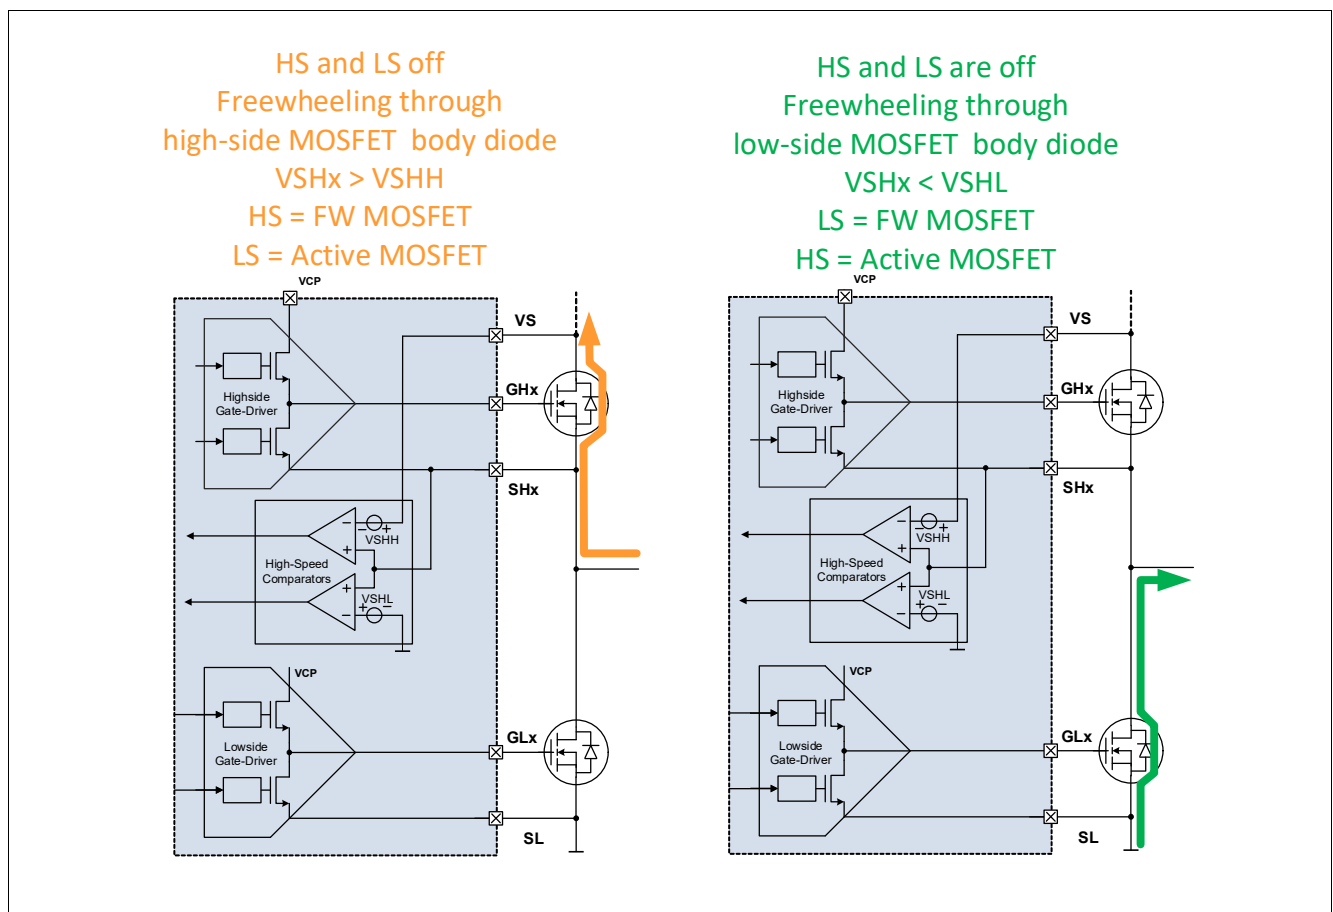 HS and LS off
Freewheeling through
high-side MOSFET body diode
VSHx > VSHH
HS = FW MOSFET
LS = Active MOSFET
VCP
VS
Highside
Gate-Driver
GHx
SHx
VSHH
High-Speed
Comparators
VSHL
VCP
Lowside
Gate-Driver
GLx
SL
HS and LS are off
Freewheeling through
low-side MOSFET body diode
VSHx < VSHL
LS = FW MOSFET
HS = Active MOSFET
VCP
VS
Highside
Gate-Driver
GHx
SHx
VSHH
High-Speed
Comparators
VSHL
VCP
Lowside
Gate-Driver
GLx
SL